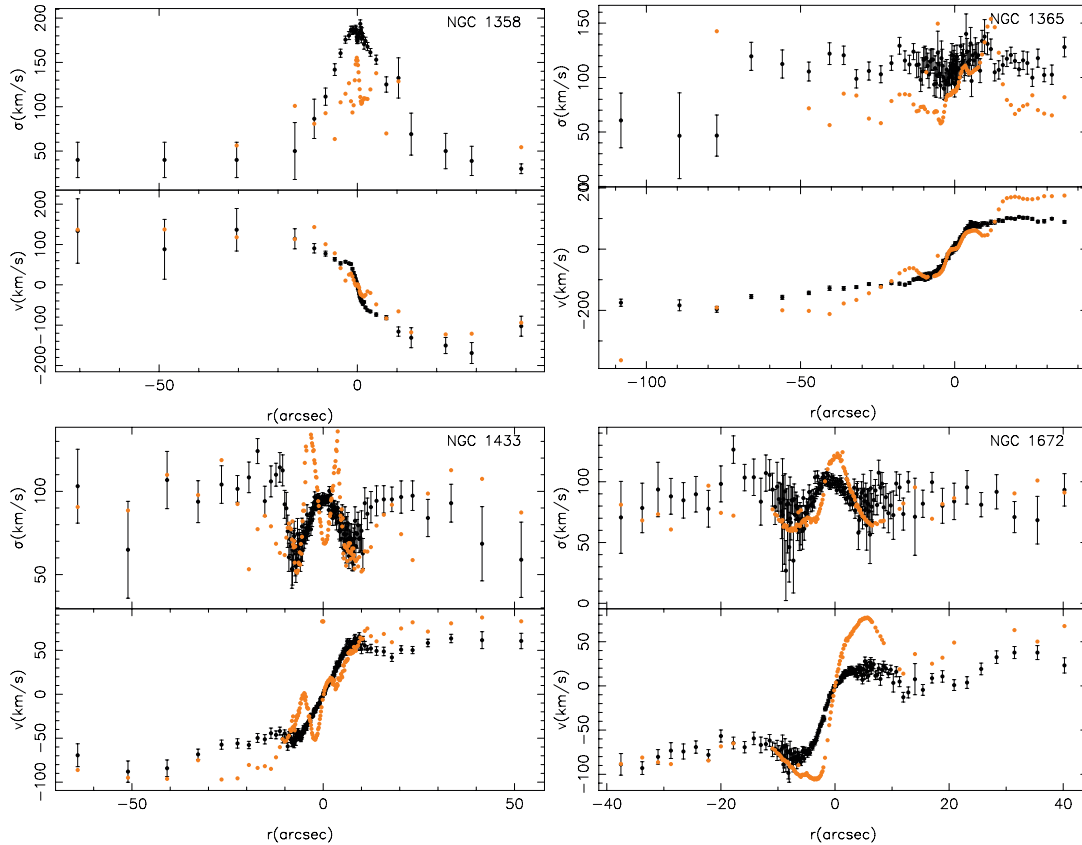 NGC 1358
σ(km/s)
50 100 150 200
v(km/s)
−200 −100 0 100 200
−50 0
r(arcsec)
NGC 1365
σ(km/s)
0 50 100 150
v(km/s)
−200 0 200
−100 −50 0
r(arcsec)
NGC 1433
σ(km/s)
50 100
v(km/s)
−100 −50 0 50
−50 0 50
r(arcsec)
NGC 1672
σ(km/s)
0 50 100
v(km/s)
−100 −50 0 50
−40 −20 0 20 40
r(arcsec)